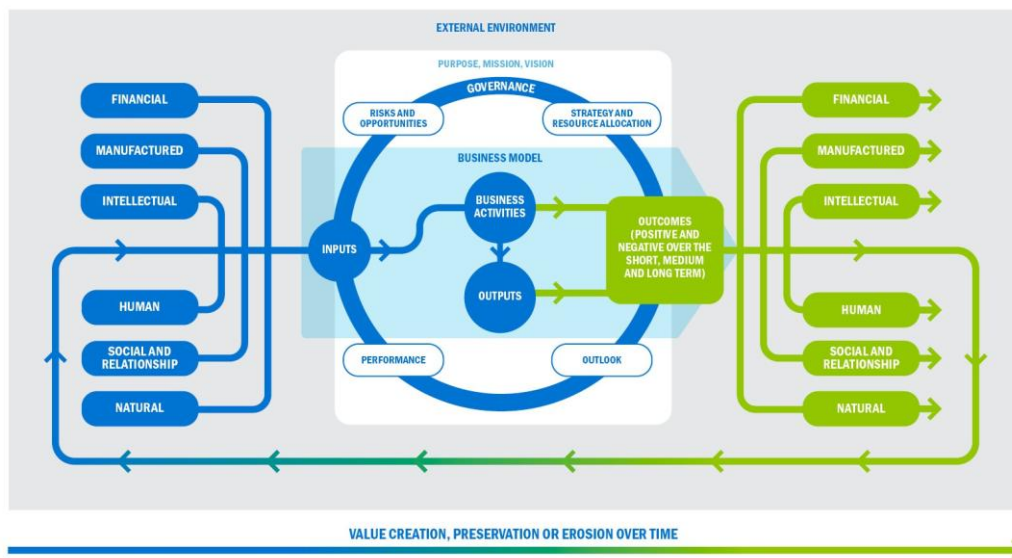 EXTERNAL ENVIRONMENT
PURPOSE, MISSION, VISION
GOVERNANCE
RISKS AND
OPPORTUNITIES
STRATEGY AND
RESOURCE ALLOCATION
FINANCIAL
MANUFACTURED
INTELLECTUAL
HUMAN
SOCIAL AND
RELATIONSHIP
NATURAL
INPUTS
BUSINESS MODEL
BUSINESS
ACTIVITIES
OUTPUTS
OUTCOMES
(POSITIVE AND
NEGATIVE OVER THE
SHORT, MEDIUM
AND LONG TERM)
PERFORMANCE
OUTLOOK
FINANCIAL
MANUFACTURED
INTELLECTUAL
HUMAN
SOCIAL AND
RELATIONSHIP
NATURAL
VALUE CREATION, PRESERVATION OR EROSION OVER TIME